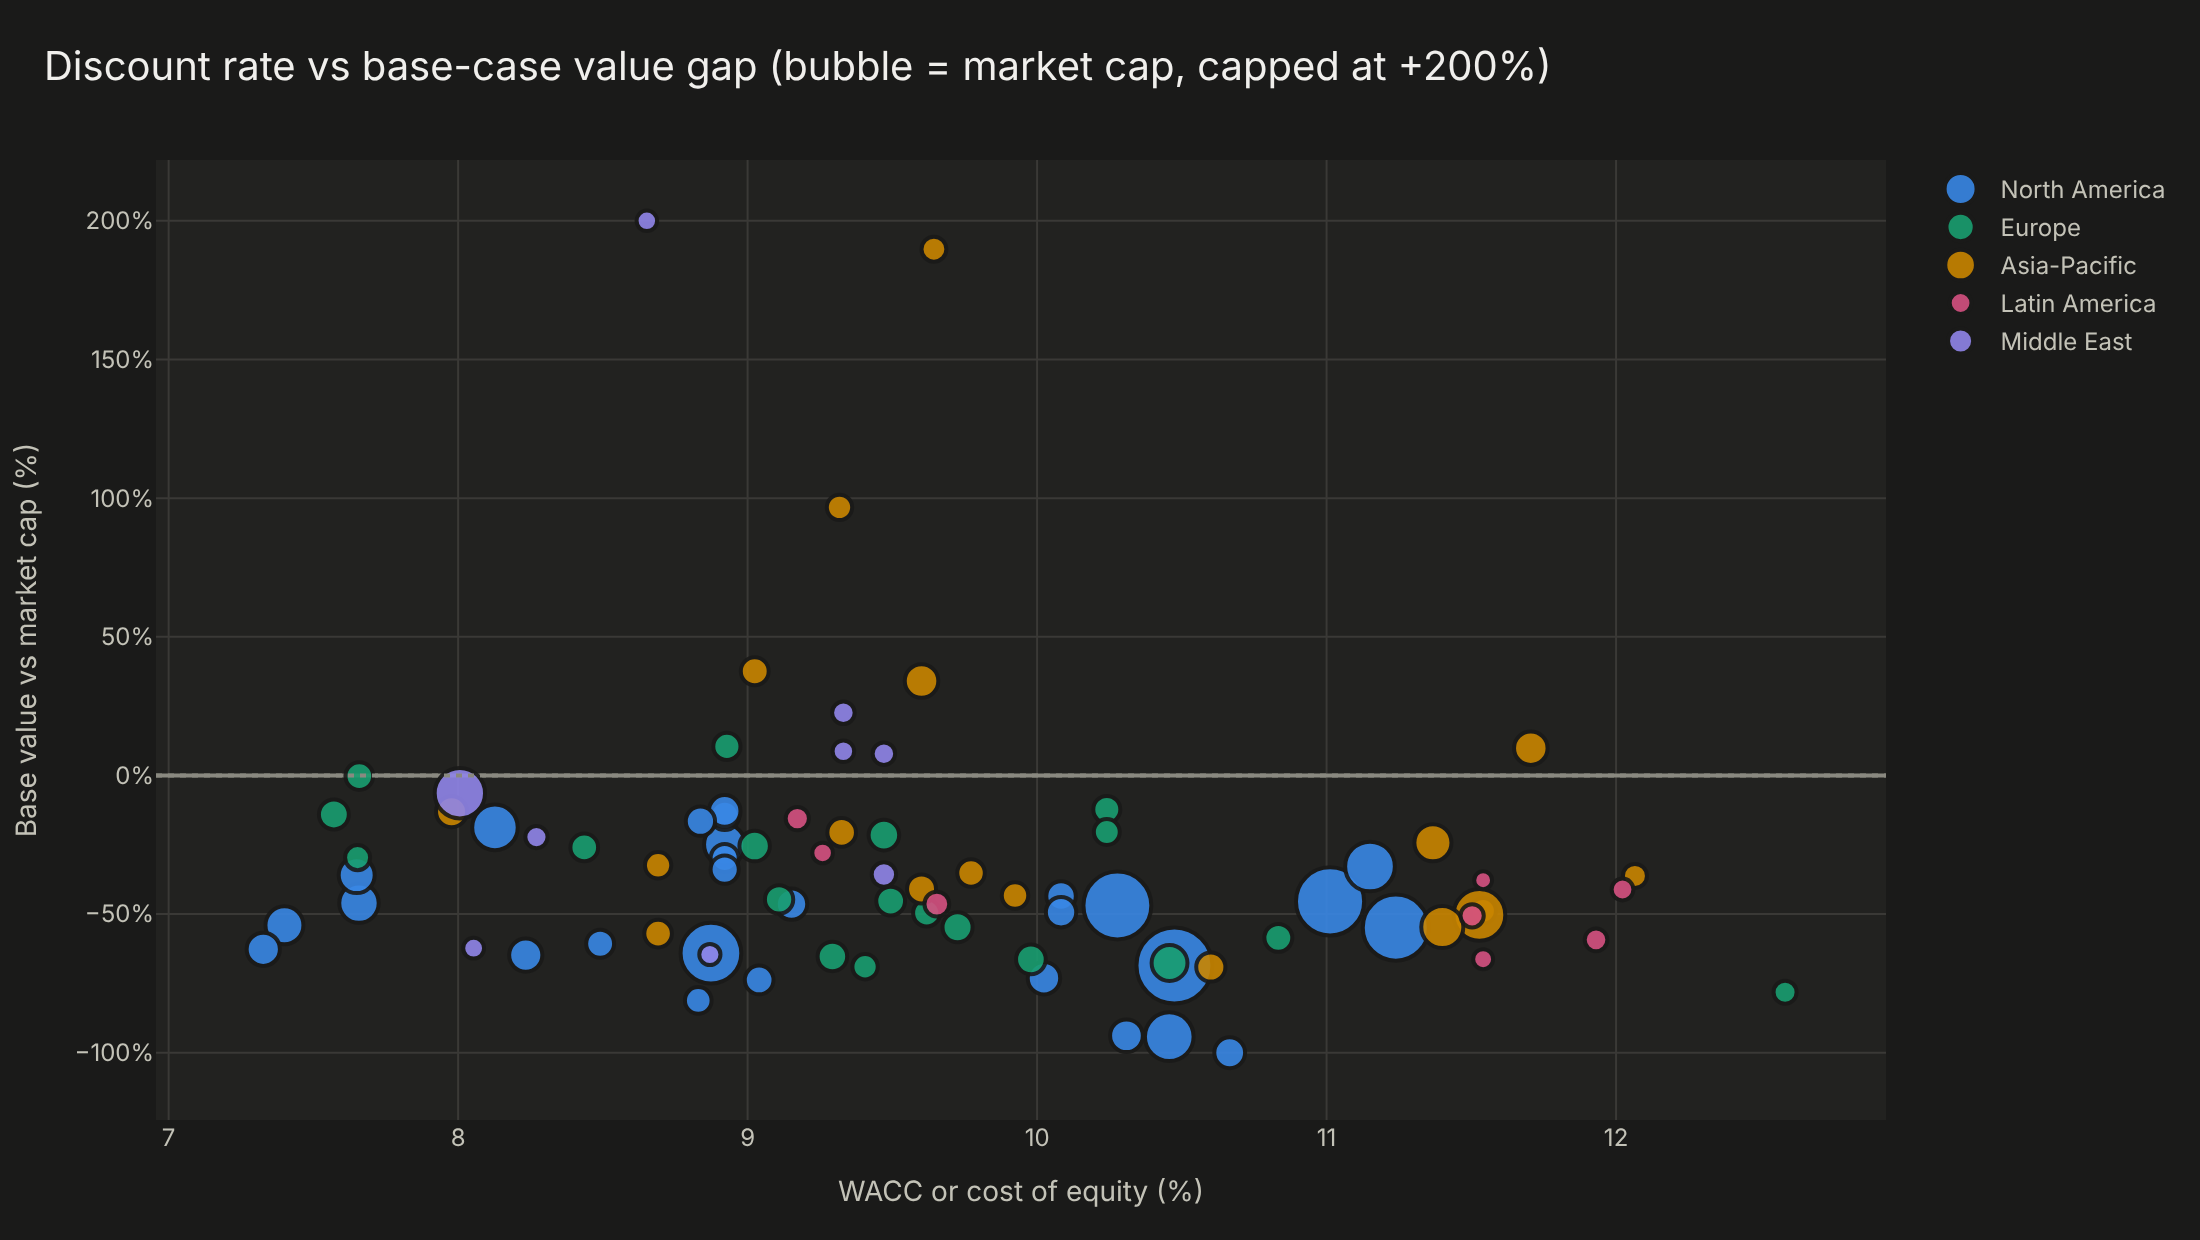 Discount rate vs base-case value gap (bubble = market cap, capped at +200%)
North America
Europe
Asia-Pacific
Latin America
Middle East
Base value vs market cap (%)
200%
150%
100%
50%
0%
−50%
−100%
7 8 9 10 11 12
WACC or cost of equity (%)